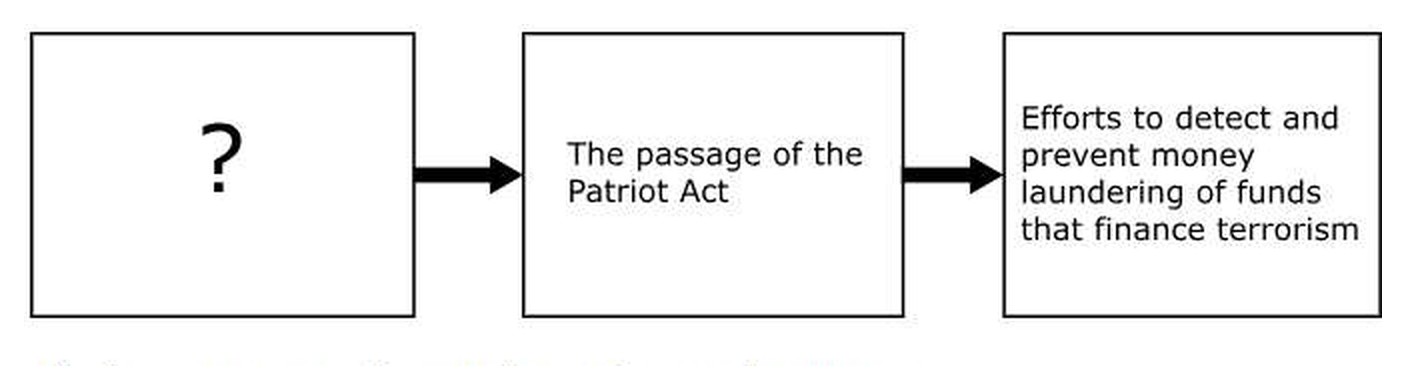 ?
The passage of the
Patriot Act
Efforts to detect and
prevent money
laundering of funds
that finance terrorism